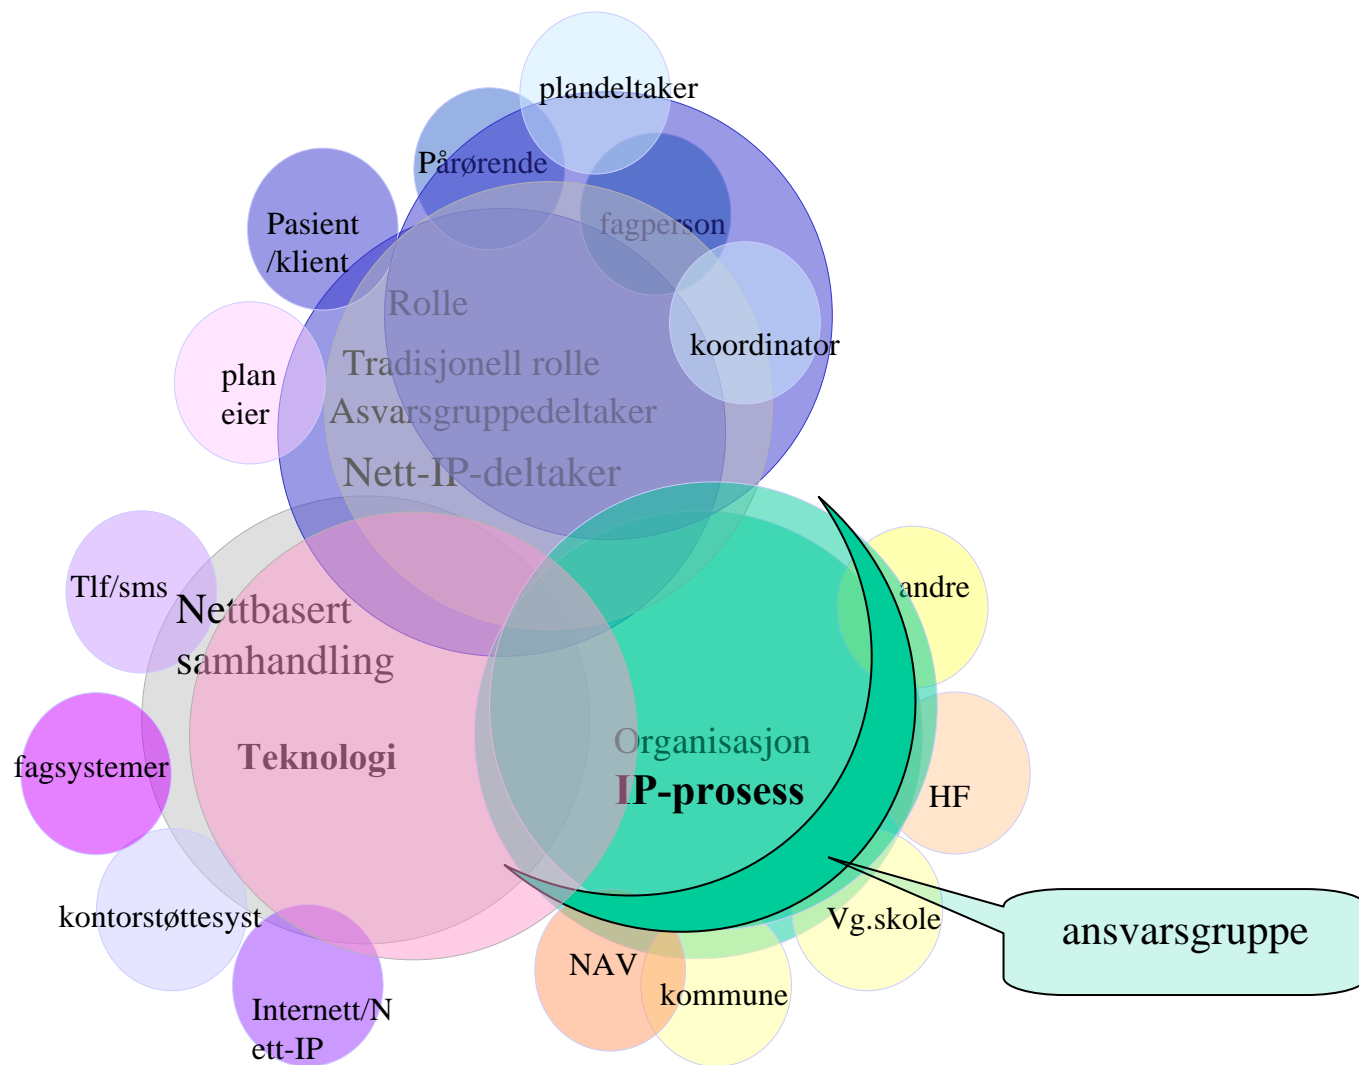 plandeltaker
Pårørende
Pasient
/klient
fagperson
Rolle
koordinator
Tradisjonell rolle
plan
eier
Asvarsgruppedeltaker
Nett-IP-deltaker
Tlf/sms
andre
Nettbasert
samhandling
Teknologi
fagsystemer
Organisasjon
IP-prosess
HF
kontorstøttesyst
Vg.skole
ansvarsgruppe
NAV
kommune
Internett/N
ett-IP